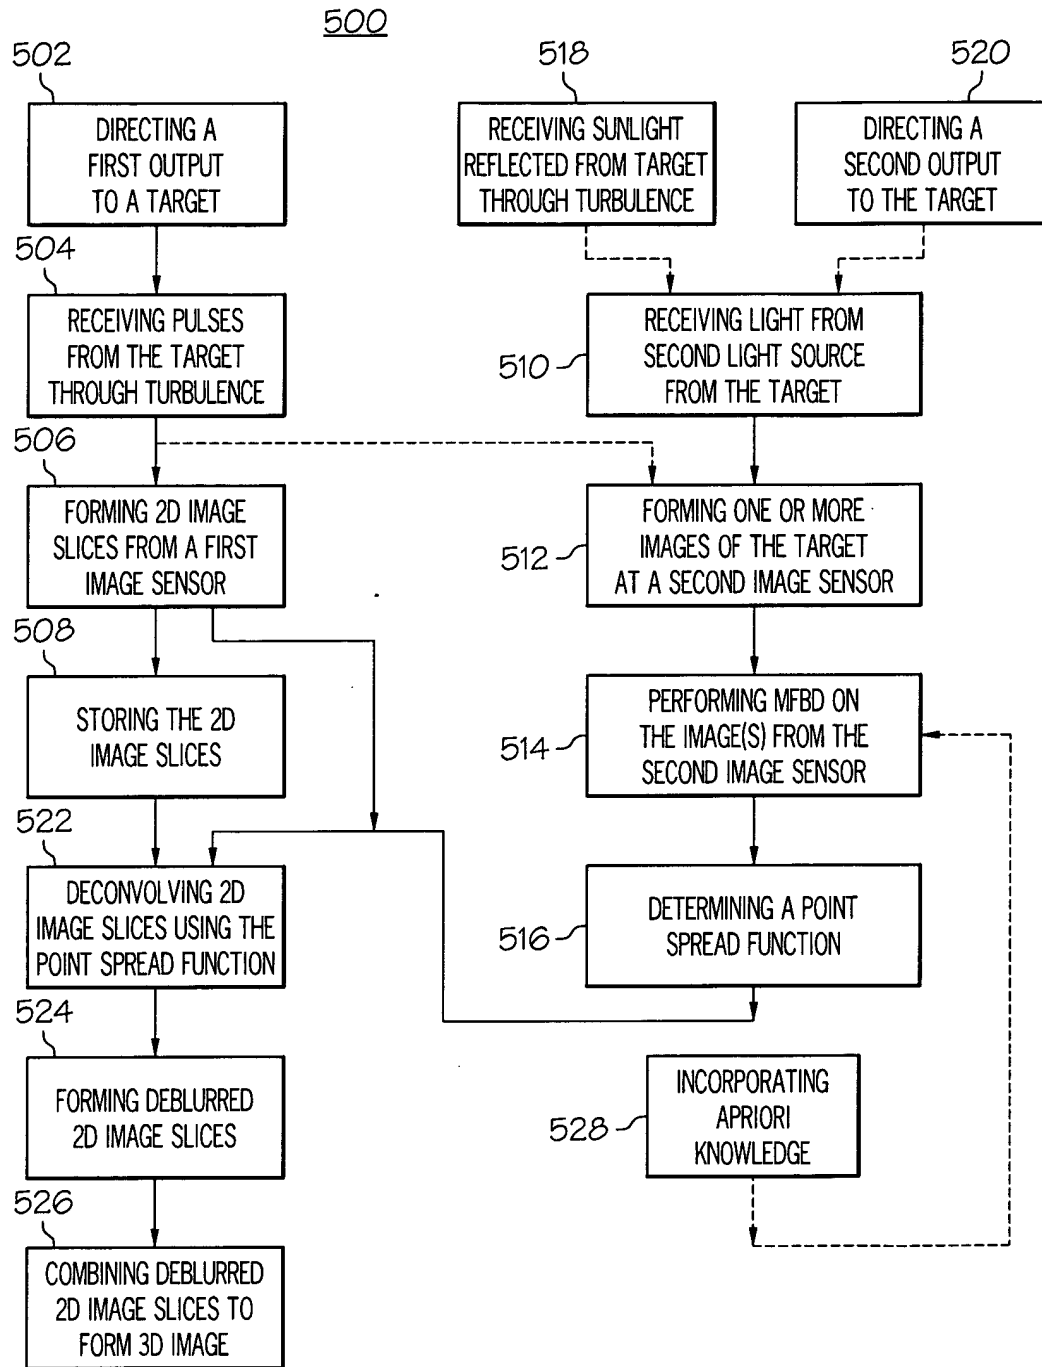 500
502
DIRECTING A
FIRST OUTPUT
TO A TARGET
518
RECEIVING SUNLIGHT
REFLECTED FROM TARGET
THROUGH TURBULENCE
520
DIRECTING A
SECOND OUTPUT
TO THE TARGET
504
RECEIVING PULSES
FROM THE TARGET
THROUGH TURBULENCE
510
RECEIVING LIGHT FROM
SECOND LIGHT SOURCE
FROM THE TARGET
506
FORMING 2D IMAGE
SLICES FROM A FIRST
IMAGE SENSOR
512
FORMING ONE OR MORE
IMAGES OF THE TARGET
AT A SECOND IMAGE SENSOR
508
STORING THE 2D
IMAGE SLICES
514
PERFORMING MFBD ON
THE IMAGE(S) FROM THE
SECOND IMAGE SENSOR
522
DECONVOLVING 2D
IMAGE SLICES USING THE
POINT SPREAD FUNCTION
516
DETERMINING A POINT
SPREAD FUNCTION
524
FORMING DEBLURRED
2D IMAGE SLICES
528
INCORPORATING
APRIORI
KNOWLEDGE
526
COMBINING DEBLURRED
2D IMAGE SLICES TO
FORM 3D IMAGE